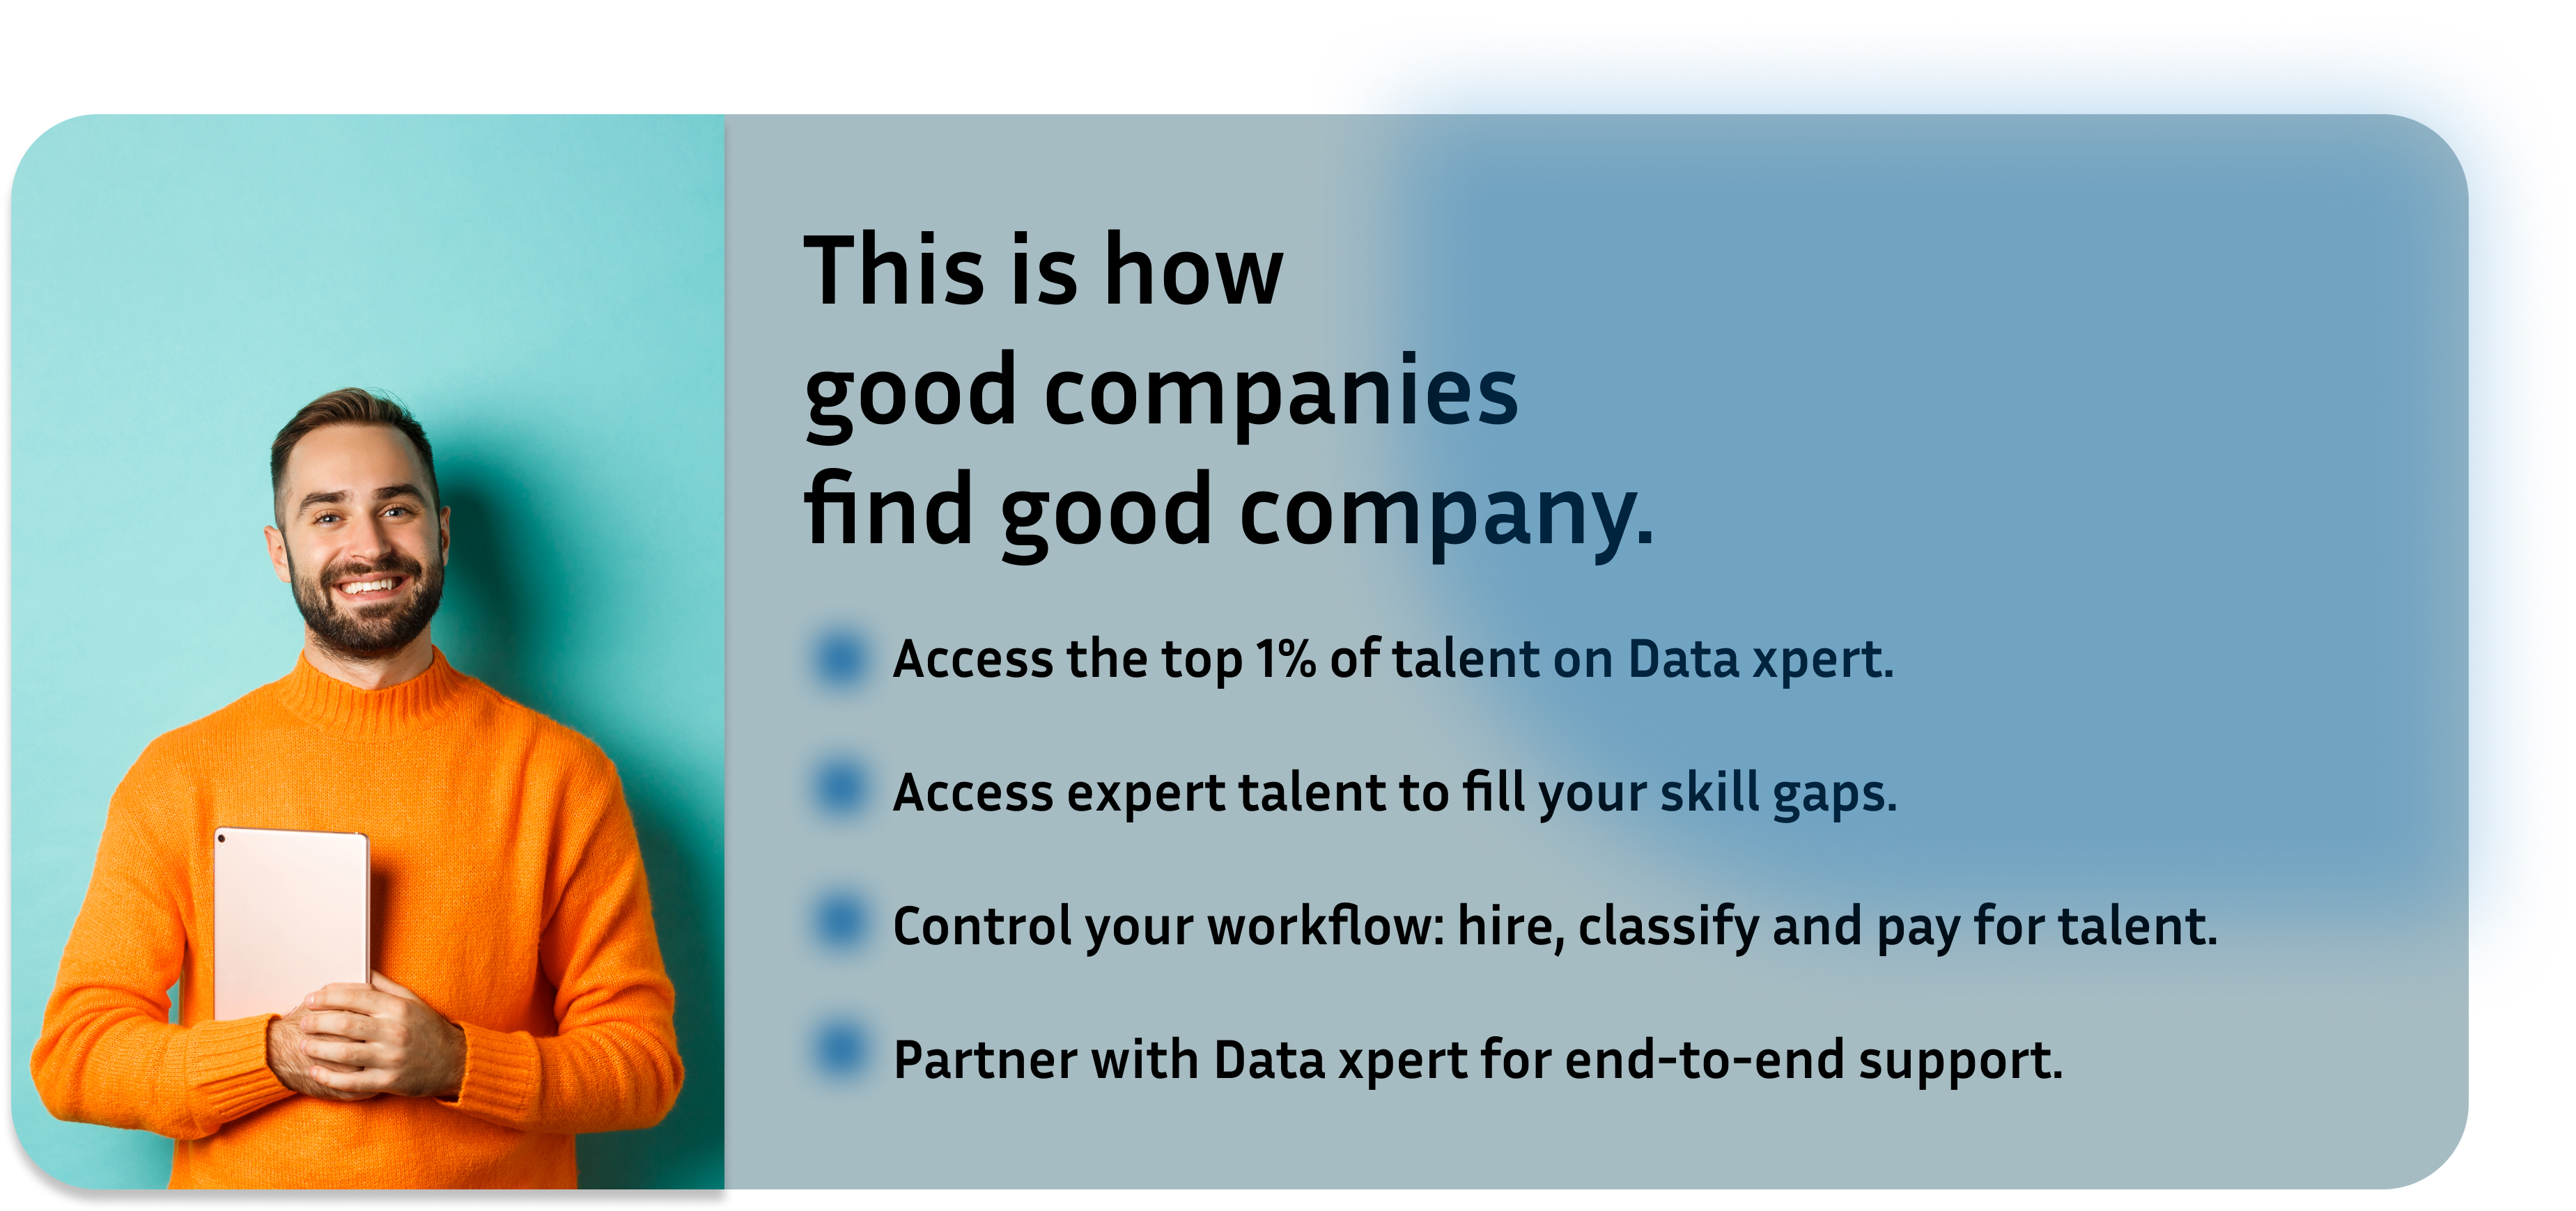 This is how
good companies
find good company.
Access the top 1% of talent on Data xpert.
Access expert talent to fill your skill gaps.
Control your workflow: hire, classify and pay for talent.
Partner with Data xpert for end-to-end support.